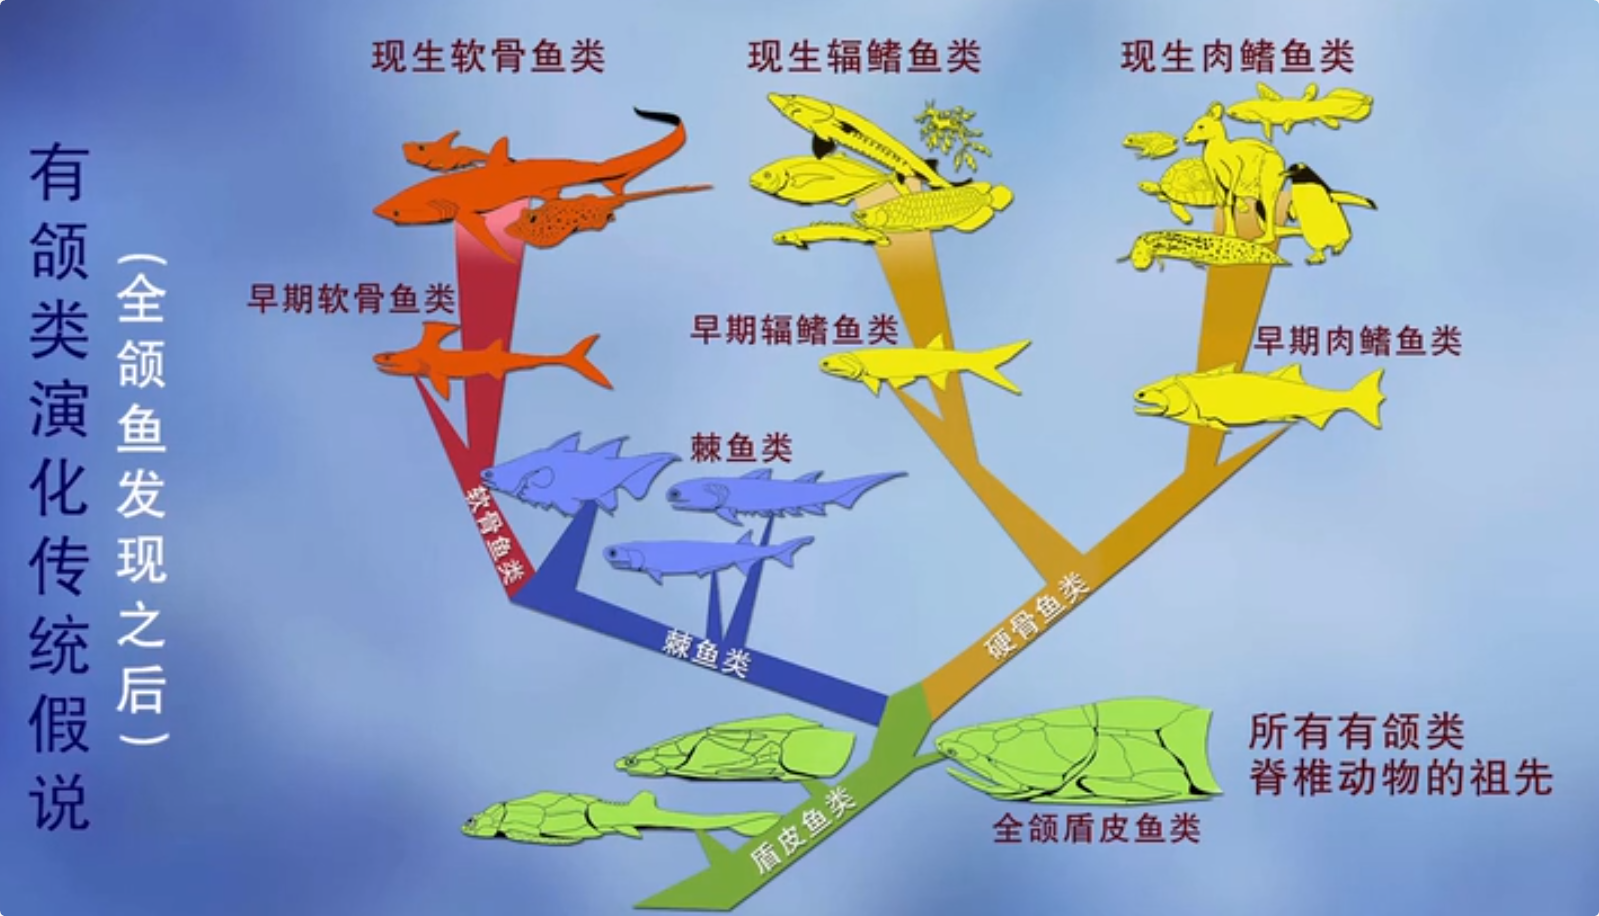 有颌类演化传统假说
(全颌鱼发现之后)
现生软骨鱼类
现生辐鳍鱼类
现生肉鳍鱼类
早期软骨鱼类
早期辐鳍鱼类
早期肉鳍鱼类
棘鱼类
软骨鱼类
棘鱼类
硬骨鱼类
盾皮鱼类
所有有颌类
脊椎动物的祖先
全颌盾皮鱼类